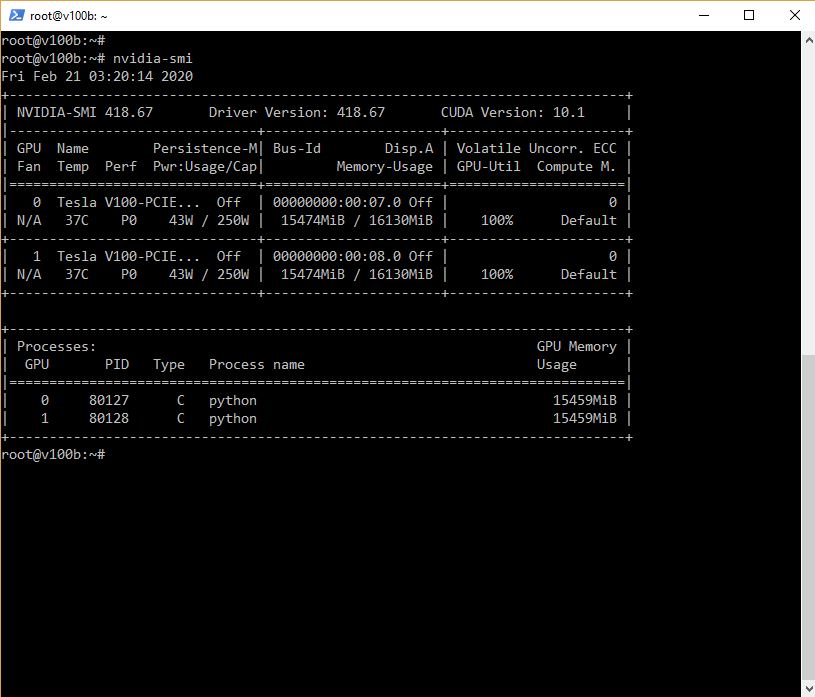 root@v100b: ~
root@v100b:~#
root@v100b:~# nvidia-smi
Fri Feb 21 03:20:14 2020
+-----------------------------------------------------------------------------+
| NVIDIA-SMI 418.67       Driver Version: 418.67       CUDA Version: 10.1     |
|-------------------------------+----------------------+----------------------+
| GPU  Name        Persistence-M| Bus-Id        Disp.A | Volatile Uncorr. ECC |
| Fan  Temp  Perf  Pwr:Usage/Cap|         Memory-Usage | GPU-Util  Compute M. |
|===============================+======================+======================|
|   0  Tesla V100-PCIE...  Off  | 00000000:00:07.0 Off |                    0 |
| N/A   37C    P0    43W / 250W |  15474MiB / 16130MiB |    100%      Default |
+-------------------------------+----------------------+----------------------+
|   1  Tesla V100-PCIE...  Off  | 00000000:00:08.0 Off |                    0 |
| N/A   37C    P0    43W / 250W |  15474MiB / 16130MiB |    100%      Default |
+-------------------------------+----------------------+----------------------+
+-----------------------------------------------------------------------------+
| Processes:                                                       GPU Memory |
|  GPU       PID   Type   Process name                             Usage      |
|=============================================================================|
|    0     80127      C   python                                     15459MiB |
|    1     80128      C   python                                     15459MiB |
+-----------------------------------------------------------------------------+
root@v100b:~#